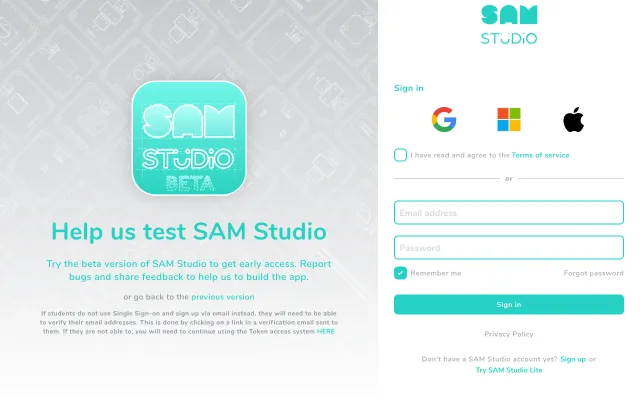 SAM
STUDIO
BETA
Help us test SAM Studio
Try the beta version of SAM Studio to get early access. Report
bugs and share feedback to help us to build the app.
or go back to the previous version
If students do not use Single Sign-on and sign up via email instead, they will need to be able
to verify their email addresses. This is done by clicking on a link in a verification email sent to
them. If they are not able to, you will need to continue using the Token access system HERE
SAM
STUDIO
Sign in
I have read and agree to the Terms of service
or
Email address
Password
Remember me
Forgot password
Sign in
Privacy Policy
Don't have a SAM Studio account yet? Sign up or
Try SAM Studio Lite